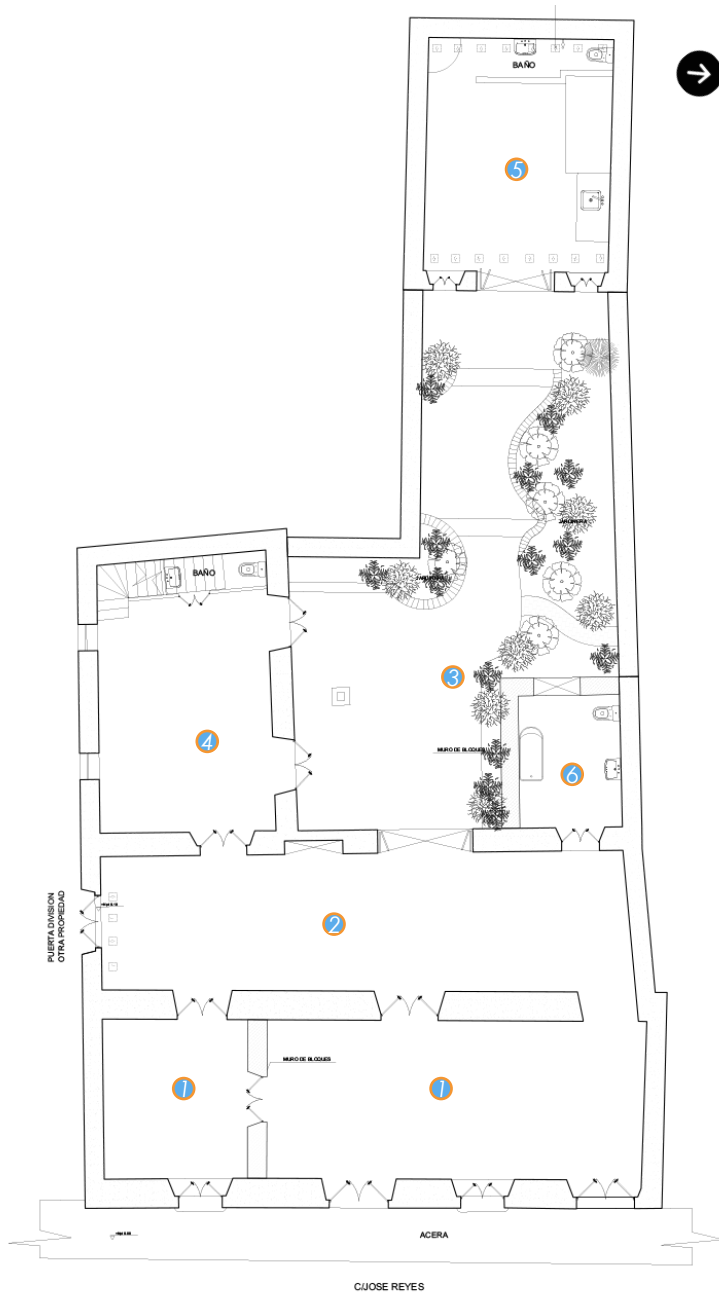 BAÑO
5
JARDINERA
BAÑO
JARDINERA
3
4
MURO DE BLOQUES
6
PUERTA DIVISION
OTRA PROPIEDAD
2
MURO DE BLOQUES
1
1
ACERA
C/JOSE REYES